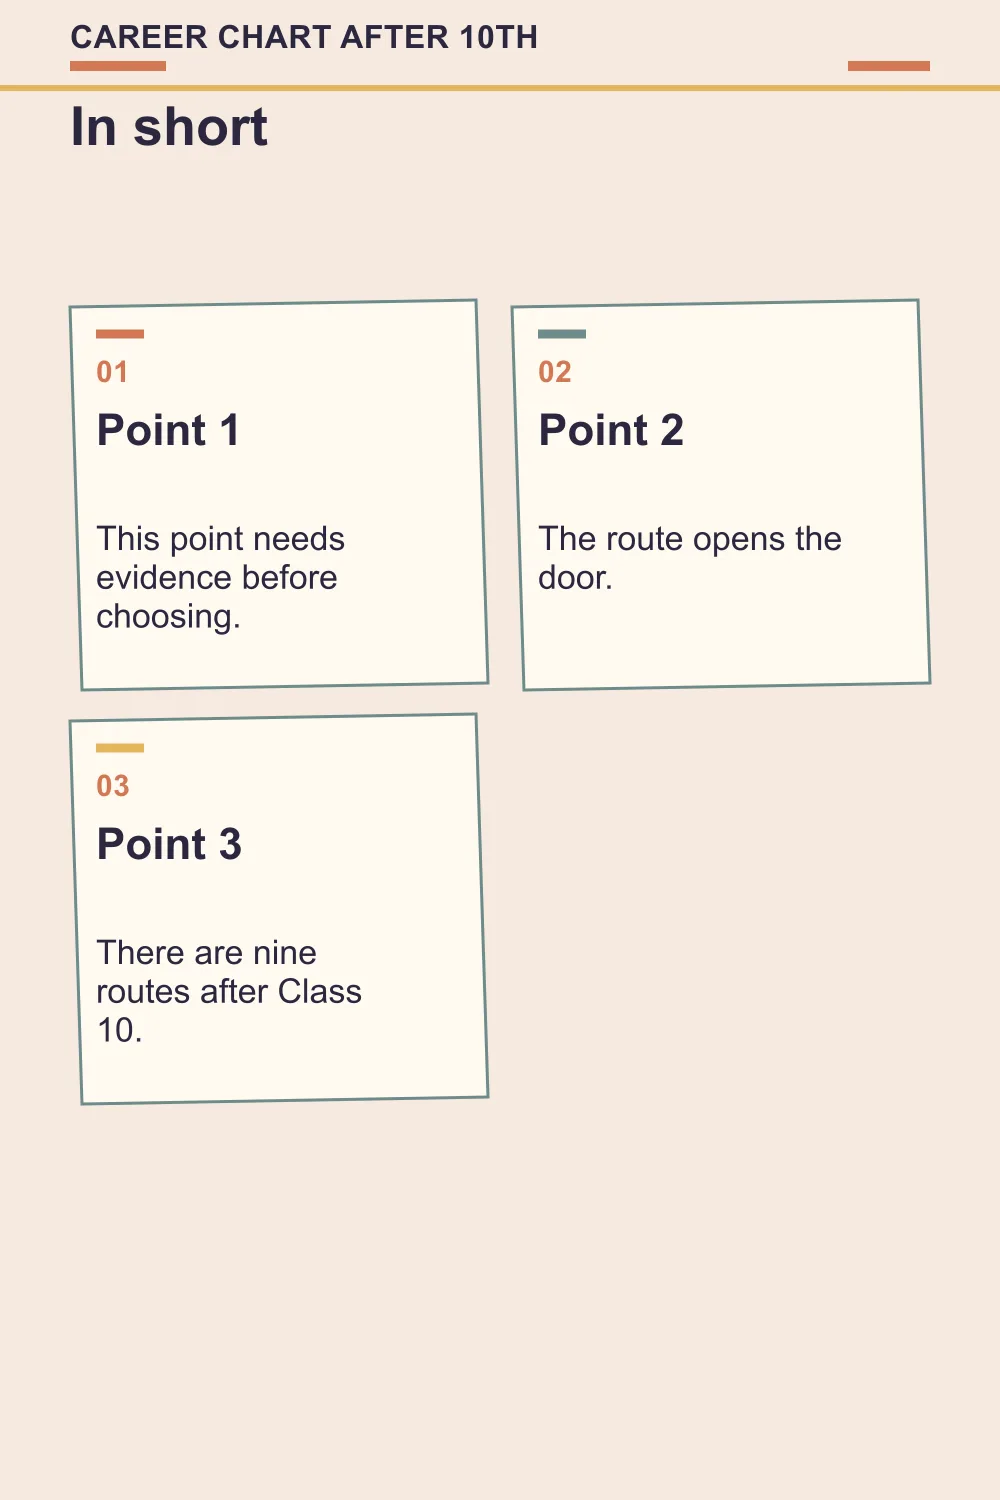 CAREER CHART AFTER 10TH
In short
01
Point 1
This point needs
evidence before
choosing.
02
Point 2
The route opens the
door.
03
Point 3
There are nine
routes after Class
10.